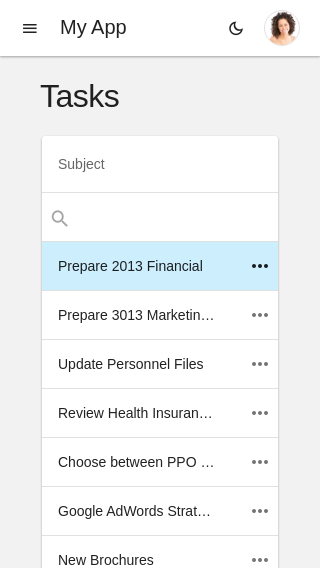 My App
Tasks
Subject
Prepare 2013 Financial
Prepare 3013 Marketin…
Update Personnel Files
Review Health Insuran…
Choose between PPO …
Google AdWords Strat…
New Brochures